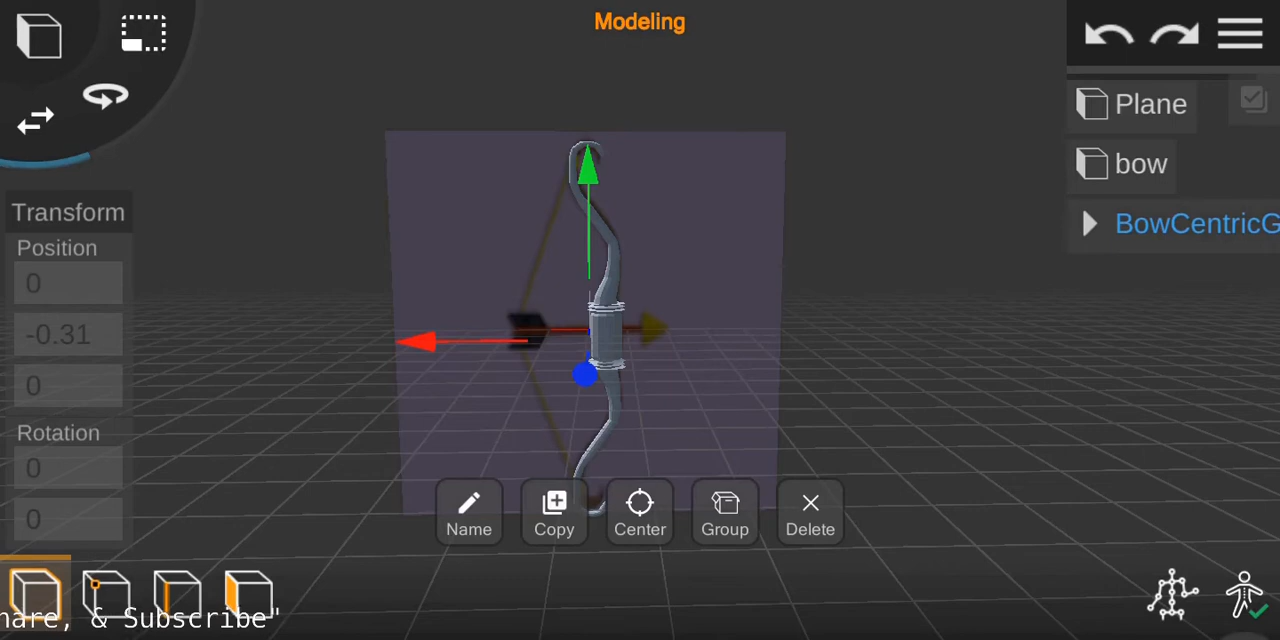 Modeling
Plane
bow
BowCentricG
Transform
Position
0
-0.31
0
Rotation
0
0
Name
Copy
Center
Group
Delete
hare, & Subscribe"